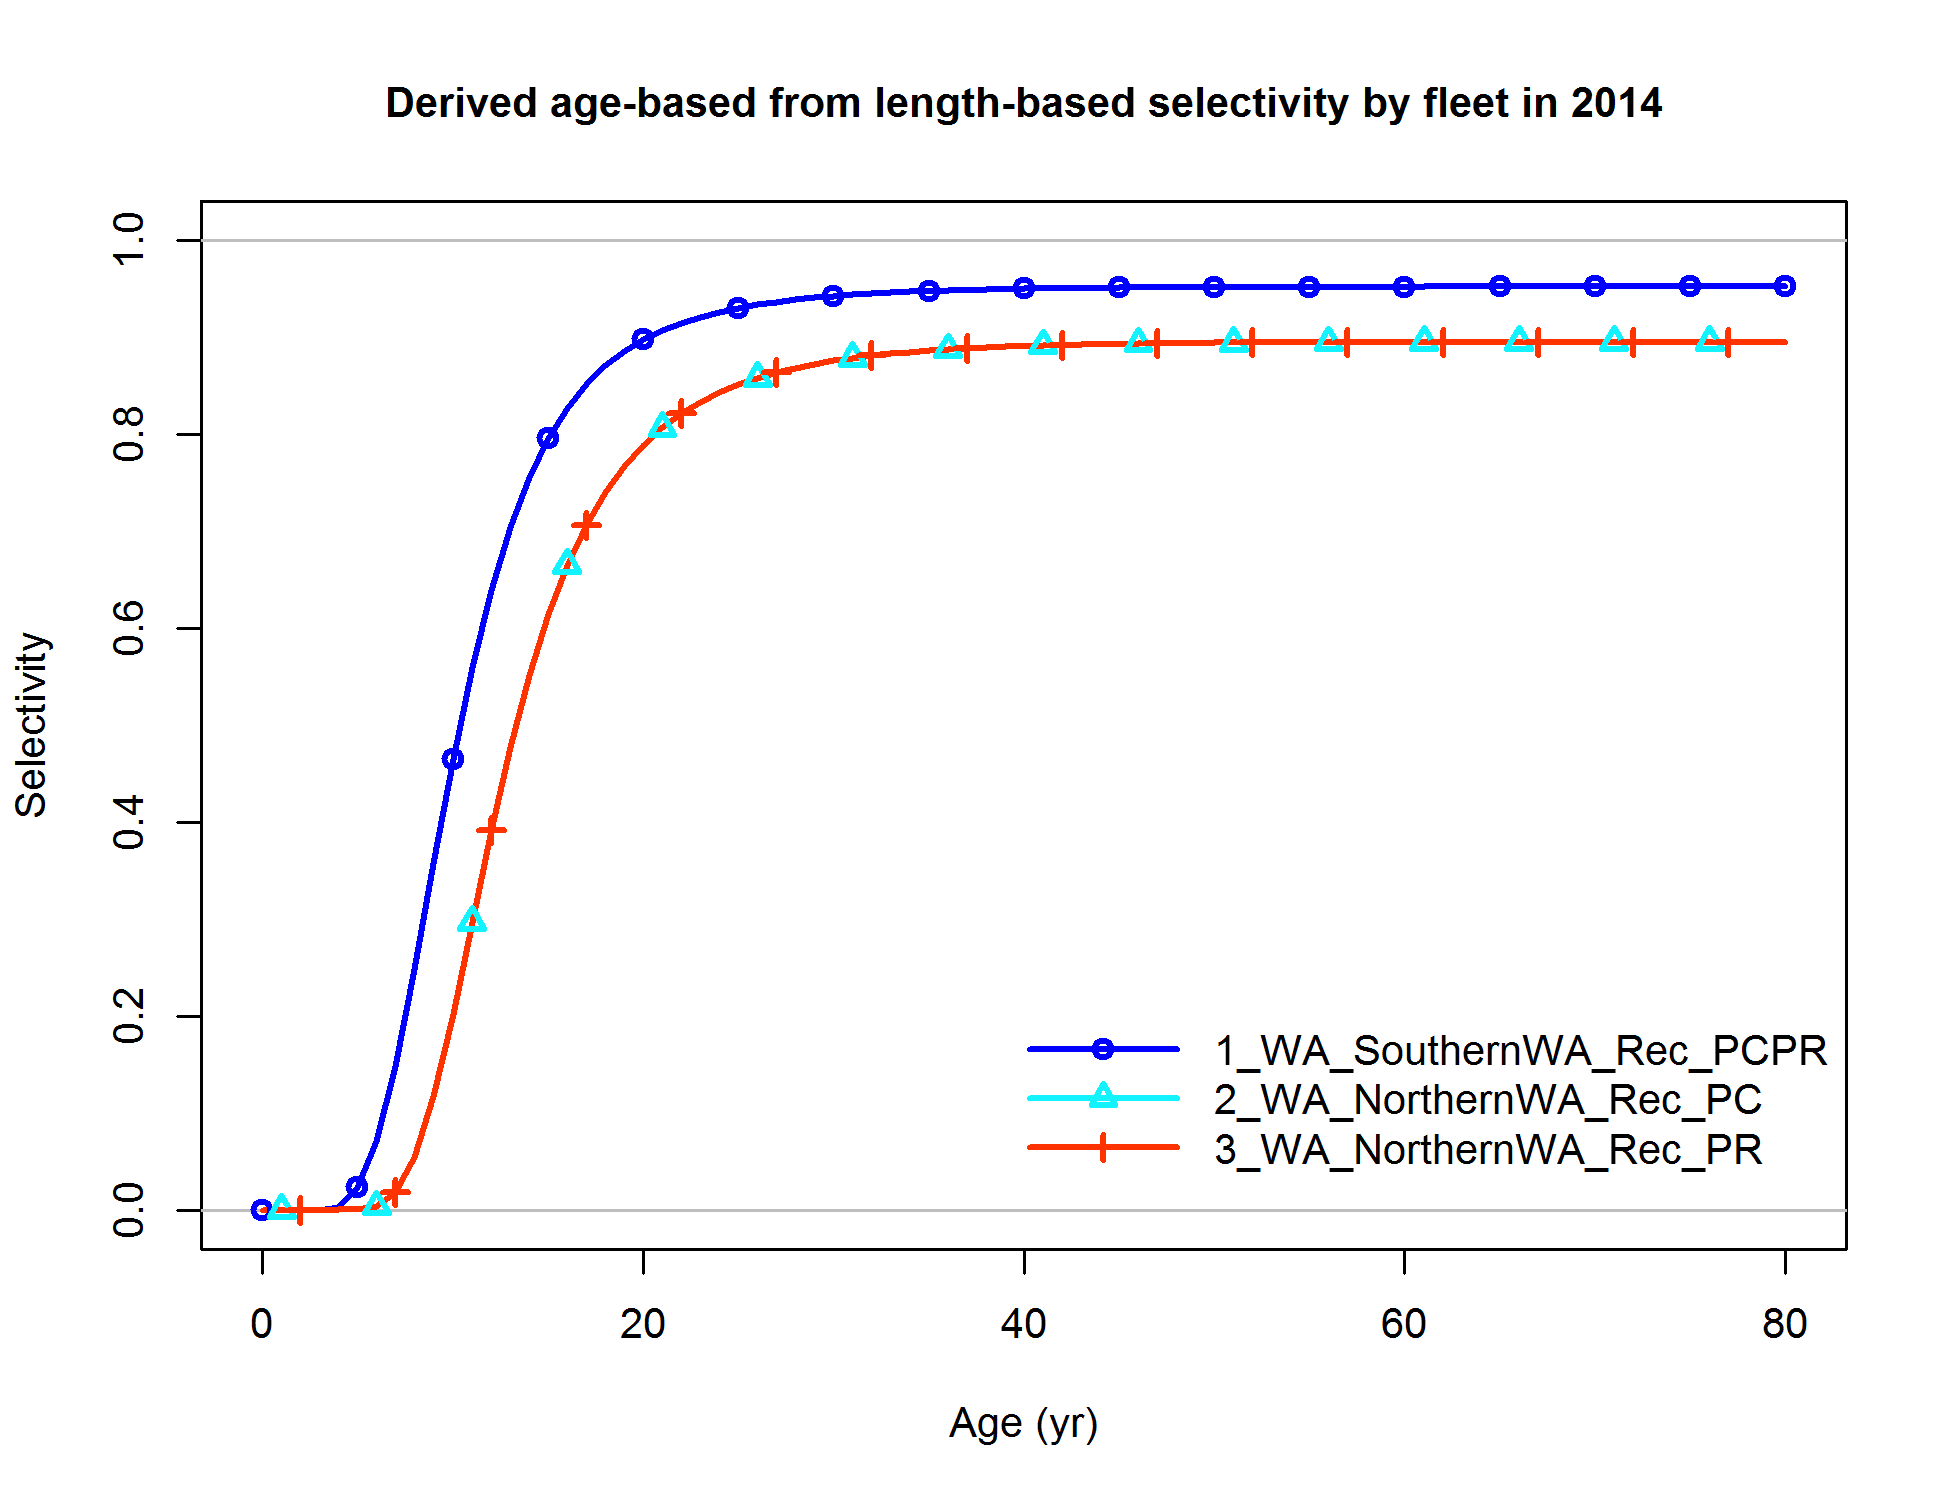 Derived age-based from length-based selectivity by fleet in 2014
1.0
0.8
0.6
0.4
0.2
0.0
Selectivity
1_WA_SouthernWA_Rec_PCPR
2_WA_NorthernWA_Rec_PC
3_WA_NorthernWA_Rec_PR
0 20 40 60 80
Age (yr)